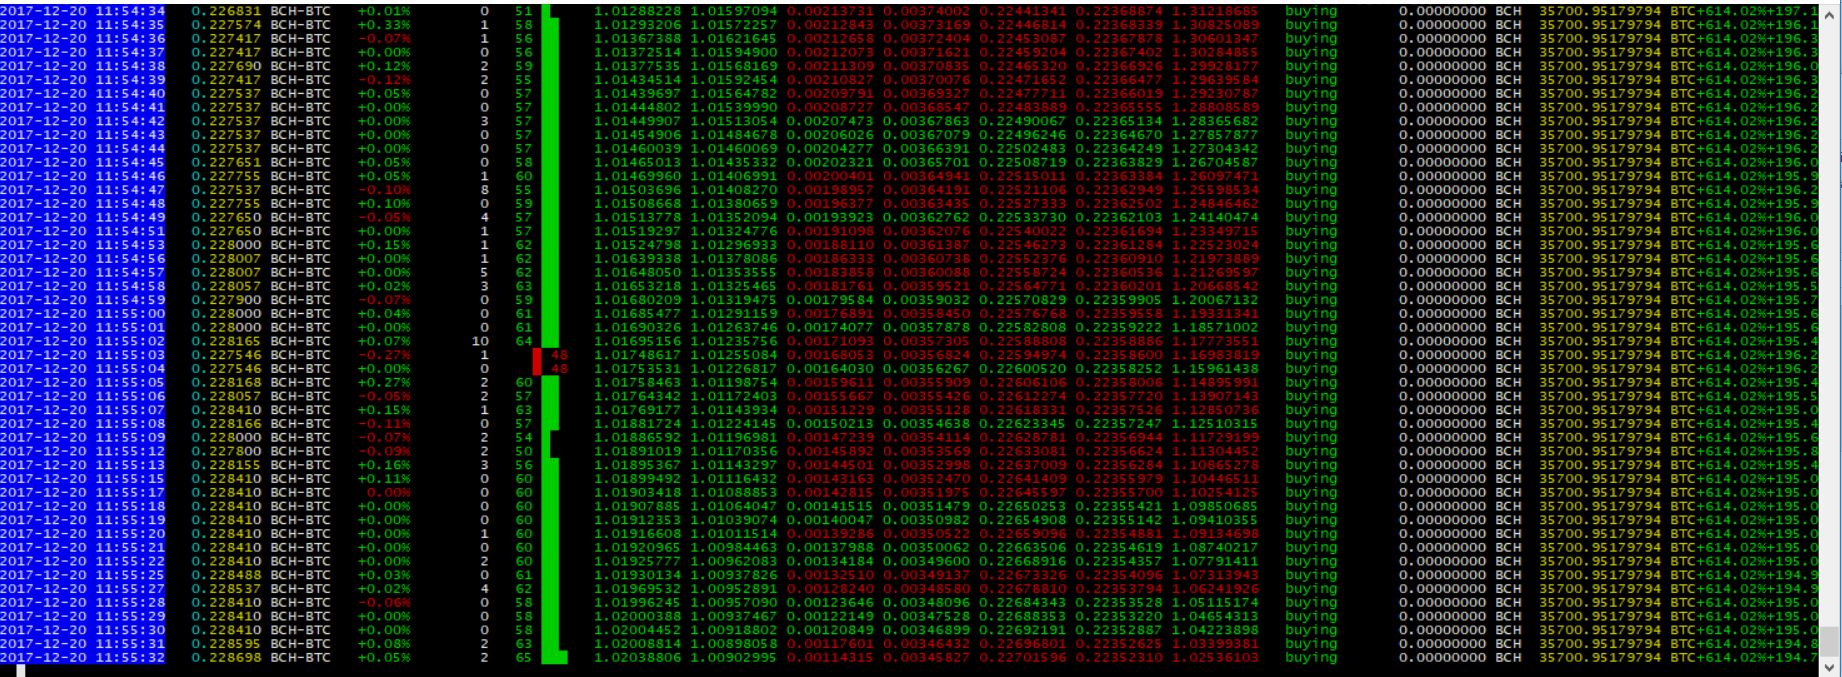 2017-12-20 11:54:34 0.226831 BCH-BTC +0.01% 0 51 1.01288228 1.01597094 0.00213731 0.00374002 0.22441341 0.22368874 1.31218685 buying 0.00000000 BCH 35700.95179794 BTC+614.02%+197.1
2017-12-20 11:54:35 0.227574 BCH-BTC +0.33% 1 58 1.01293206 1.01572257 0.00212843 0.00373169 0.22446814 0.22368339 1.30825089 buying 0.00000000 BCH 35700.95179794 BTC+614.02%+196.1
2017-12-20 11:54:36 0.227417 BCH-BTC -0.07% 1 56 1.01367388 1.01621645 0.00212658 0.00372404 0.22453087 0.22367878 1.30601347 buying 0.00000000 BCH 35700.95179794 BTC+614.02%+196.3
2017-12-20 11:54:37 0.227417 BCH-BTC +0.00% 0 56 1.01372514 1.01594900 0.00212073 0.00371621 0.22459204 0.22367402 1.30284855 buying 0.00000000 BCH 35700.95179794 BTC+614.02%+196.3
2017-12-20 11:54:38 0.227690 BCH-BTC +0.12% 2 59 1.01377535 1.01568169 0.00211309 0.00370835 0.22465320 0.22366926 1.29928177 buying 0.00000000 BCH 35700.95179794 BTC+614.02%+196.0
2017-12-20 11:54:39 0.227417 BCH-BTC -0.12% 2 55 1.01434514 1.01592454 0.00210827 0.00370076 0.22471652 0.22366477 1.29639584 buying 0.00000000 BCH 35700.95179794 BTC+614.02%+196.3
2017-12-20 11:54:40 0.227537 BCH-BTC +0.05% 0 57 1.01439697 1.01564782 0.00209791 0.00369327 0.22477711 0.22366019 1.29230787 buying 0.00000000 BCH 35700.95179794 BTC+614.02%+196.2
2017-12-20 11:54:41 0.227537 BCH-BTC +0.00% 0 57 1.01444802 1.01539990 0.00208727 0.00368547 0.22483889 0.22365555 1.28808589 buying 0.00000000 BCH 35700.95179794 BTC+614.02%+196.2
2017-12-20 11:54:42 0.227537 BCH-BTC +0.00% 3 57 1.01449907 1.01513054 0.00207473 0.00367863 0.22490067 0.22365134 1.28365682 buying 0.00000000 BCH 35700.95179794 BTC+614.02%+196.2
2017-12-20 11:54:43 0.227537 BCH-BTC +0.00% 0 57 1.01454906 1.01484678 0.00206026 0.00367079 0.22496246 0.22364670 1.27857877 buying 0.00000000 BCH 35700.95179794 BTC+614.02%+196.2
2017-12-20 11:54:44 0.227537 BCH-BTC +0.00% 0 57 1.01460039 1.01460069 0.00204277 0.00366391 0.22502483 0.22364249 1.27304342 buying 0.00000000 BCH 35700.95179794 BTC+614.02%+196.2
2017-12-20 11:54:45 0.227651 BCH-BTC +0.05% 0 58 1.01465013 1.01435332 0.00202321 0.00365701 0.22508719 0.22363829 1.26704587 buying 0.00000000 BCH 35700.95179794 BTC+614.02%+196.0
2017-12-20 11:54:46 0.227755 BCH-BTC +0.05% 1 60 1.01469960 1.01406991 0.00200401 0.00364941 0.22515011 0.22363384 1.26097471 buying 0.00000000 BCH 35700.95179794 BTC+614.02%+195.9
2017-12-20 11:54:47 0.227537 BCH-BTC -0.10% 8 55 1.01503696 1.01408270 0.00198957 0.00364191 0.22521106 0.22362949 1.25598534 buying 0.00000000 BCH 35700.95179794 BTC+614.02%+196.2
2017-12-20 11:54:48 0.227755 BCH-BTC +0.10% 0 59 1.01508668 1.01380659 0.00196377 0.00363435 0.22527333 0.22362502 1.24846462 buying 0.00000000 BCH 35700.95179794 BTC+614.02%+195.9
2017-12-20 11:54:49 0.227650 BCH-BTC -0.05% 4 57 1.01513778 1.01352094 0.00193923 0.00362762 0.22533730 0.22362103 1.24140474 buying 0.00000000 BCH 35700.95179794 BTC+614.02%+196.0
2017-12-20 11:54:51 0.227650 BCH-BTC +0.00% 1 57 1.01519297 1.01324776 0.00191098 0.00362076 0.22540022 0.22361694 1.23349715 buying 0.00000000 BCH 35700.95179794 BTC+614.02%+196.0
2017-12-20 11:54:53 0.228000 BCH-BTC +0.15% 1 62 1.01524798 1.01296933 0.00188110 0.00361387 0.22546273 0.22361284 1.22523024 buying 0.00000000 BCH 35700.95179794 BTC+614.02%+195.6
2017-12-20 11:54:56 0.228007 BCH-BTC +0.00% 1 62 1.01639338 1.01378086 0.00186333 0.00360738 0.22552376 0.22360910 1.21973889 buying 0.00000000 BCH 35700.95179794 BTC+614.02%+195.6
2017-12-20 11:54:57 0.228007 BCH-BTC +0.00% 5 62 1.01648050 1.01353555 0.00183858 0.00360088 0.22558724 0.22360536 1.21269597 buying 0.00000000 BCH 35700.95179794 BTC+614.02%+195.6
2017-12-20 11:54:58 0.228057 BCH-BTC +0.02% 3 63 1.01653218 1.01325465 0.00181761 0.00359521 0.22564771 0.22360201 1.20668542 buying 0.00000000 BCH 35700.95179794 BTC+614.02%+195.5
2017-12-20 11:54:59 0.227900 BCH-BTC -0.07% 0 59 1.01680209 1.01319475 0.00179584 0.00359032 0.22570829 0.22359905 1.20067132 buying 0.00000000 BCH 35700.95179794 BTC+614.02%+195.7
2017-12-20 11:55:00 0.228000 BCH-BTC +0.04% 0 61 1.01685477 1.01291159 0.00176891 0.00358450 0.22576768 0.22359558 1.19331341 buying 0.00000000 BCH 35700.95179794 BTC+614.02%+195.6
2017-12-20 11:55:01 0.228000 BCH-BTC +0.00% 0 61 1.01690326 1.01263746 0.00174077 0.00357878 0.22582808 0.22359222 1.18571002 buying 0.00000000 BCH 35700.95179794 BTC+614.02%+195.6
2017-12-20 11:55:02 0.228165 BCH-BTC +0.07% 10 64 1.01695156 1.01235756 0.00171093 0.00357305 0.22588808 0.22358886 1.17773551 buying 0.00000000 BCH 35700.95179794 BTC+614.02%+195.4
2017-12-20 11:55:03 0.227546 BCH-BTC -0.27% 1 48 1.01748617 1.01255084 0.00168053 0.00356824 0.22594974 0.22358600 1.16983819 buying 0.00000000 BCH 35700.95179794 BTC+614.02%+196.2
2017-12-20 11:55:04 0.227546 BCH-BTC +0.00% 0 48 1.01753531 1.01226817 0.00164030 0.00356267 0.22600520 0.22358252 1.15961438 buying 0.00000000 BCH 35700.95179794 BTC+614.02%+196.2
2017-12-20 11:55:05 0.228168 BCH-BTC +0.27% 2 60 1.01758463 1.01198754 0.00159611 0.00355909 0.22606106 0.22358006 1.14895991 buying 0.00000000 BCH 35700.95179794 BTC+614.02%+195.4
2017-12-20 11:55:06 0.228057 BCH-BTC -0.05% 2 57 1.01764342 1.01172403 0.00155667 0.00355426 0.22612274 0.22357720 1.13907143 buying 0.00000000 BCH 35700.95179794 BTC+614.02%+195.5
2017-12-20 11:55:07 0.228410 BCH-BTC +0.15% 1 63 1.01769177 1.01143934 0.00151229 0.00355128 0.22618331 0.22357526 1.12850736 buying 0.00000000 BCH 35700.95179794 BTC+614.02%+195.0
2017-12-20 11:55:08 0.228166 BCH-BTC -0.11% 0 57 1.01881724 1.01224145 0.00150213 0.00354638 0.22623345 0.22357247 1.12510315 buying 0.00000000 BCH 35700.95179794 BTC+614.02%+195.4
2017-12-20 11:55:09 0.228000 BCH-BTC -0.07% 2 54 1.01886592 1.01196981 0.00147239 0.00354114 0.22628781 0.22356944 1.11729199 buying 0.00000000 BCH 35700.95179794 BTC+614.02%+195.6
2017-12-20 11:55:12 0.227800 BCH-BTC -0.09% 2 50 1.01891019 1.01170356 0.00145892 0.00353569 0.22633081 0.22356624 1.11304452 buying 0.00000000 BCH 35700.95179794 BTC+614.02%+195.8
2017-12-20 11:55:13 0.228155 BCH-BTC +0.16% 3 56 1.01895367 1.01143297 0.00144501 0.00352998 0.22637009 0.22356284 1.10865278 buying 0.00000000 BCH 35700.95179794 BTC+614.02%+195.4
2017-12-20 11:55:15 0.228410 BCH-BTC +0.11% 0 60 1.01899492 1.01116432 0.00143163 0.00352470 0.22641409 0.22355979 1.10446511 buying 0.00000000 BCH 35700.95179794 BTC+614.02%+195.0
2017-12-20 11:55:17 0.228410 BCH-BTC 0.00% 0 60 1.01903418 1.01088853 0.00142815 0.00351975 0.22645597 0.22355700 1.10254125 buying 0.00000000 BCH 35700.95179794 BTC+614.02%+195.0
2017-12-20 11:55:18 0.228410 BCH-BTC +0.00% 0 60 1.01907885 1.01064047 0.00141515 0.00351479 0.22650253 0.22355421 1.09850685 buying 0.00000000 BCH 35700.95179794 BTC+614.02%+195.0
2017-12-20 11:55:19 0.228410 BCH-BTC +0.00% 0 60 1.01912353 1.01039074 0.00140047 0.00350982 0.22654908 0.22355142 1.09410355 buying 0.00000000 BCH 35700.95179794 BTC+614.02%+195.0
2017-12-20 11:55:20 0.228410 BCH-BTC +0.00% 1 60 1.01916608 1.01011514 0.00139286 0.00350522 0.22659096 0.22354881 1.09134698 buying 0.00000000 BCH 35700.95179794 BTC+614.02%+195.0
2017-12-20 11:55:21 0.228410 BCH-BTC +0.00% 0 60 1.01920965 1.00984463 0.00137988 0.00350062 0.22663506 0.22354619 1.08740217 buying 0.00000000 BCH 35700.95179794 BTC+614.02%+195.0
2017-12-20 11:55:22 0.228410 BCH-BTC +0.00% 2 60 1.01925777 1.00962083 0.00134184 0.00349600 0.22668916 0.22354357 1.07791411 buying 0.00000000 BCH 35700.95179794 BTC+614.02%+195.0
2017-12-20 11:55:25 0.228488 BCH-BTC +0.03% 0 61 1.01930134 1.00937826 0.00132510 0.00349137 0.22673326 0.22354096 1.07313943 buying 0.00000000 BCH 35700.95179794 BTC+614.02%+194.9
2017-12-20 11:55:27 0.228537 BCH-BTC +0.02% 4 62 1.01969532 1.00952891 0.00128240 0.00348580 0.22678810 0.22353794 1.06241926 buying 0.00000000 BCH 35700.95179794 BTC+614.02%+194.9
2017-12-20 11:55:28 0.228410 BCH-BTC -0.06% 0 58 1.01996245 1.00957090 0.00123646 0.00348096 0.22684343 0.22353528 1.05115174 buying 0.00000000 BCH 35700.95179794 BTC+614.02%+195.0
2017-12-20 11:55:29 0.228410 BCH-BTC +0.00% 0 58 1.02000388 1.00937467 0.00122149 0.00347528 0.22688353 0.22353220 1.04654313 buying 0.00000000 BCH 35700.95179794 BTC+614.02%+195.0
2017-12-20 11:55:30 0.228410 BCH-BTC +0.00% 0 58 1.02004452 1.00918802 0.00120849 0.00346899 0.22692191 0.22352887 1.04223898 buying 0.00000000 BCH 35700.95179794 BTC+614.02%+195.0
2017-12-20 11:55:31 0.228595 BCH-BTC +0.08% 2 63 1.02008814 1.00898058 0.00117601 0.00346432 0.22696801 0.22352625 1.03399381 buying 0.00000000 BCH 35700.95179794 BTC+614.02%+194.8
2017-12-20 11:55:32 0.228698 BCH-BTC +0.05% 2 65 1.02038806 1.00902995 0.00114315 0.00345827 0.22701596 0.22352310 1.02536103 buying 0.00000000 BCH 35700.95179794 BTC+614.02%+194.7